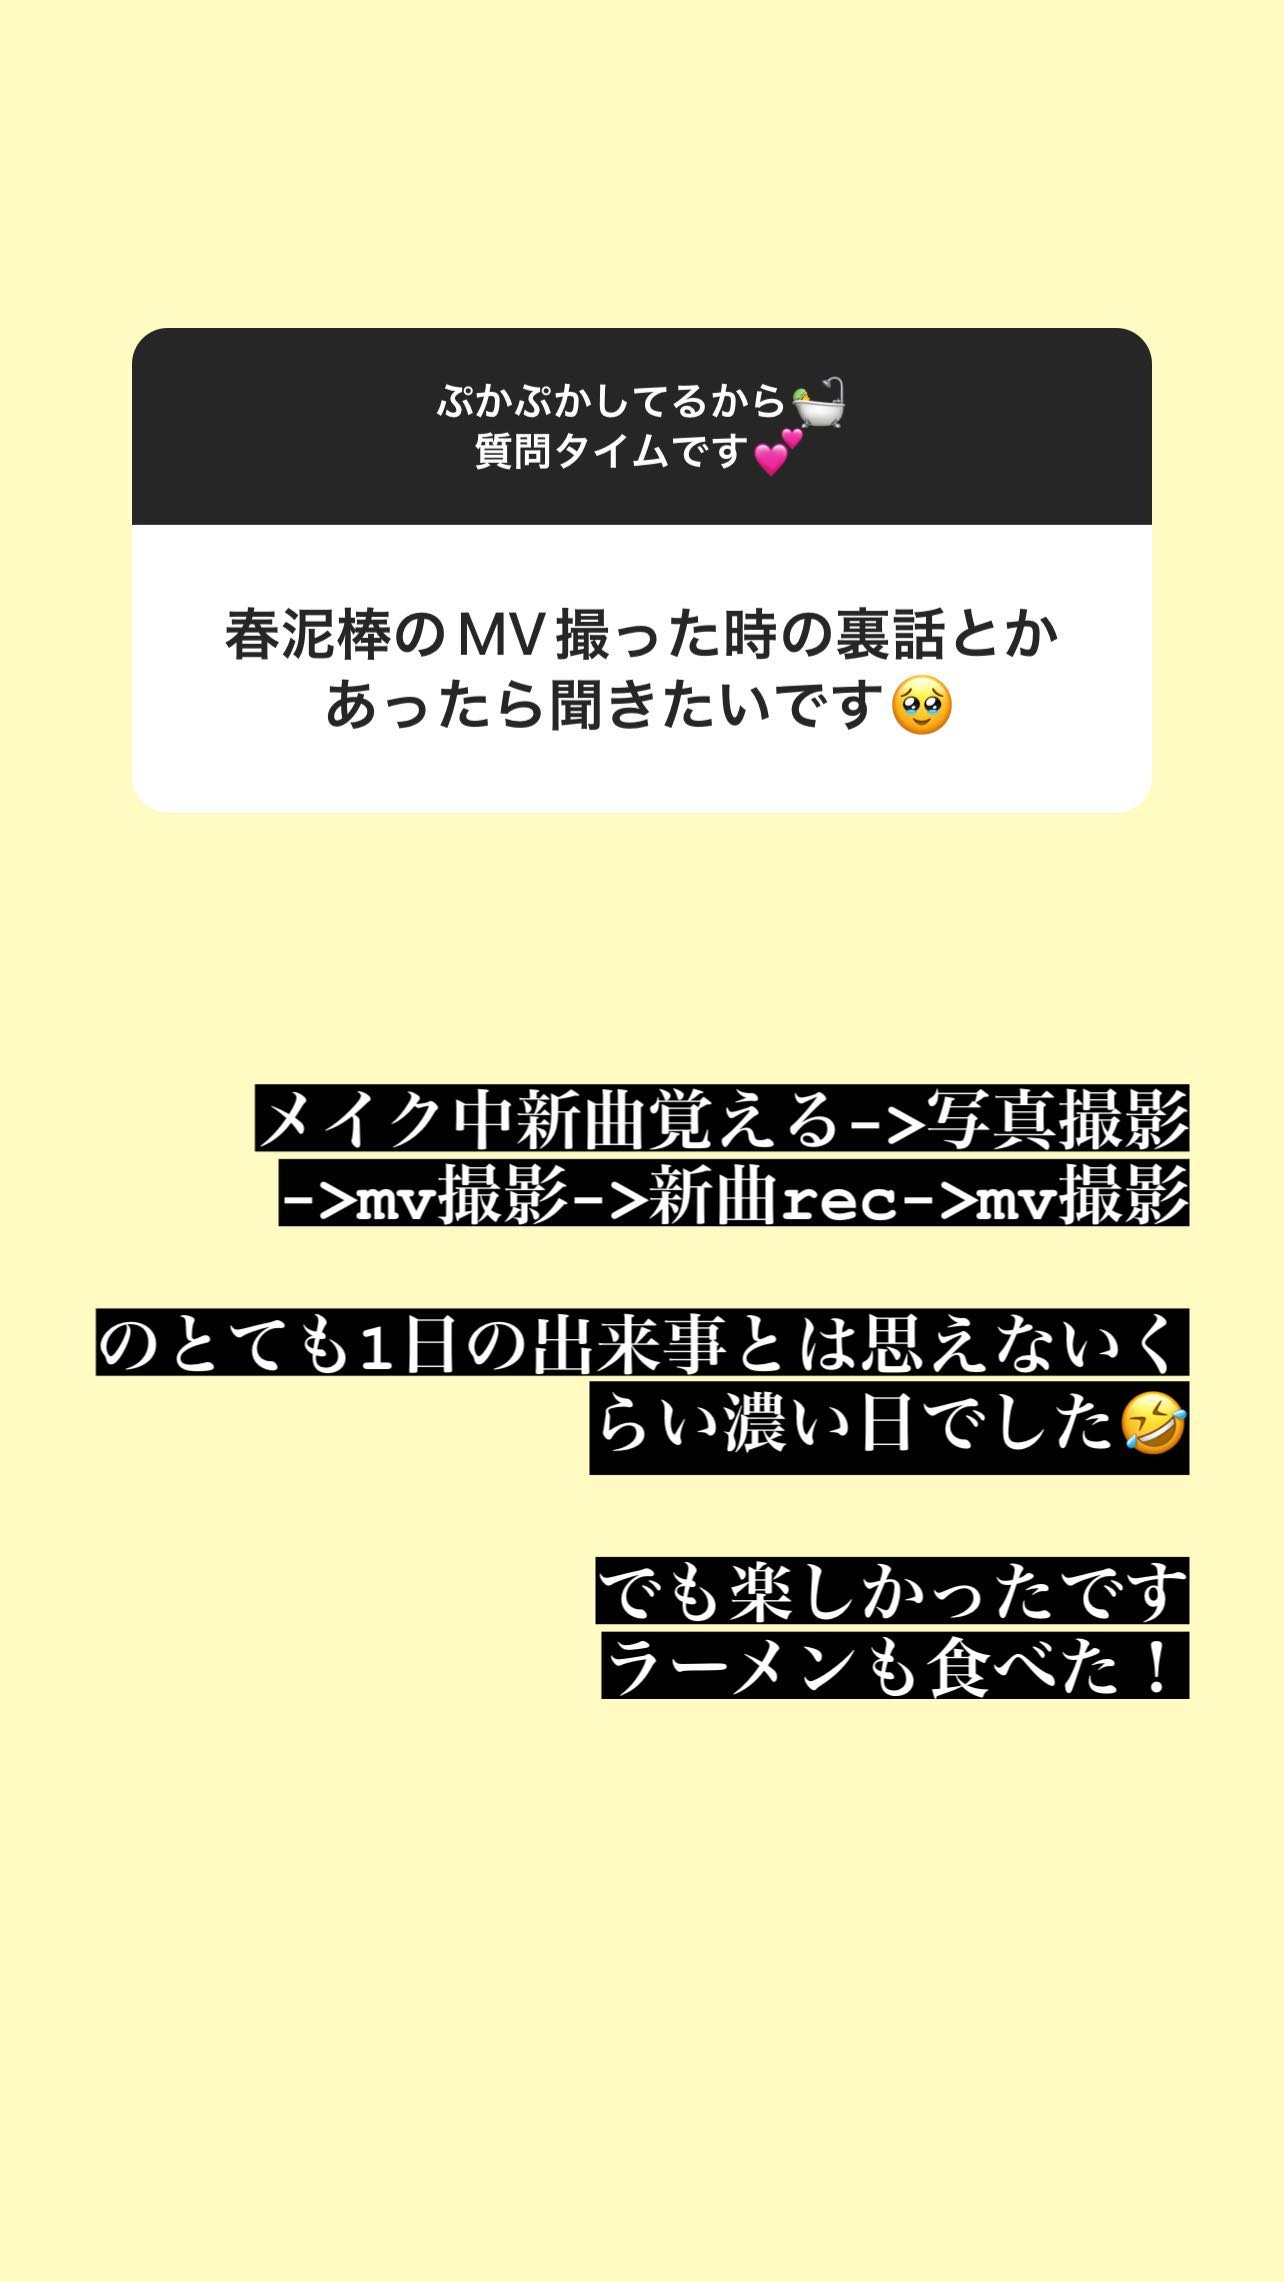 ぷかぷかしてるから🛀
質問タイムです💕
春泥棒のMV撮った時の裏話とか
あったら聞きたいです🥹
メイク中新曲覚える->写真撮影
->mv撮影->新曲rec->mv撮影
のとても1日の出来事とは思えないく
らい濃い日でした🤣
でも楽しかったです
ラーメンも食べた！